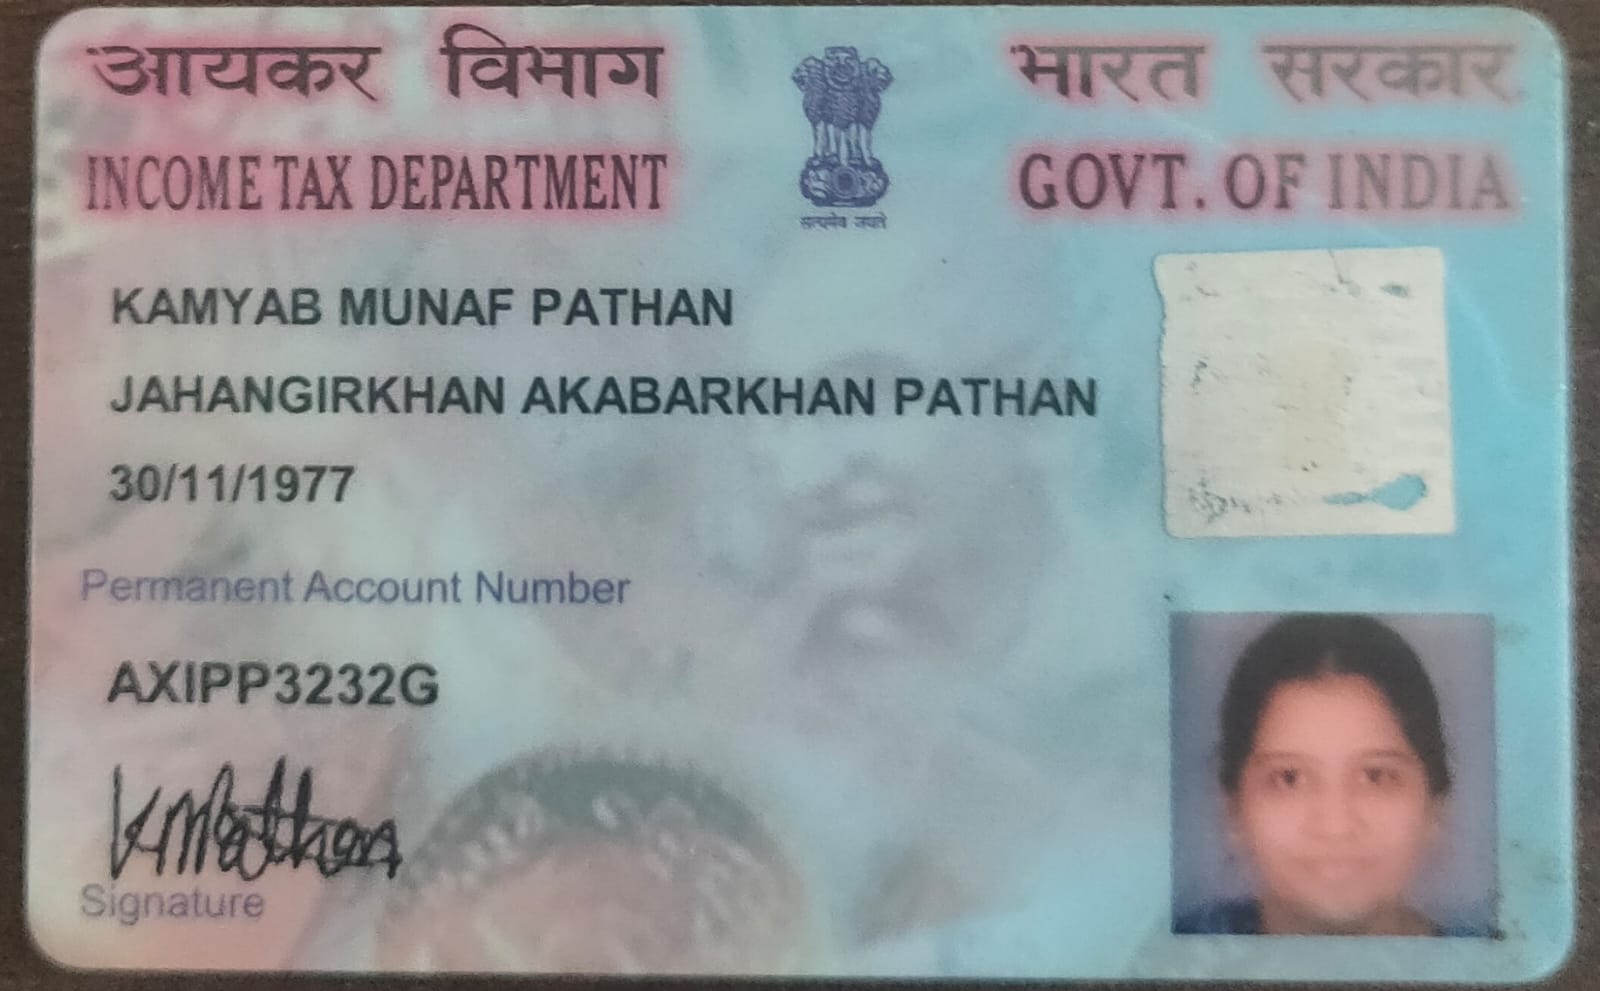 आयकर विभाग
INCOME TAX DEPARTMENT
सत्यमेव जयते
भारत सरकार
GOVT. OF INDIA
KAMYAB MUNAF PATHAN
JAHANGIRKHAN AKABARKHAN PATHAN
30/11/1977
Permanent Account Number
AXIPP3232G
KMPathan
Signature